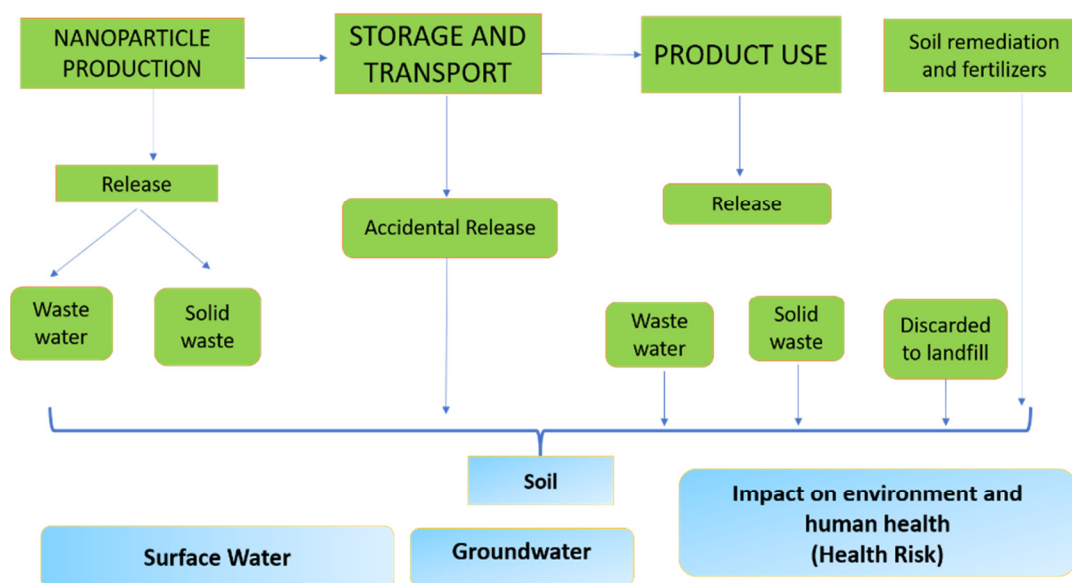 NANOPARTICLE
PRODUCTION
STORAGE AND
TRANSPORT
PRODUCT USE
Soil remediation
and fertilizers
Release
Accidental Release
Release
Waste
water
Solid
waste
Waste
water
Solid
waste
Discarded
to landfill
Soil
Surface Water
Groundwater
Impact on environment and
human health
(Health Risk)